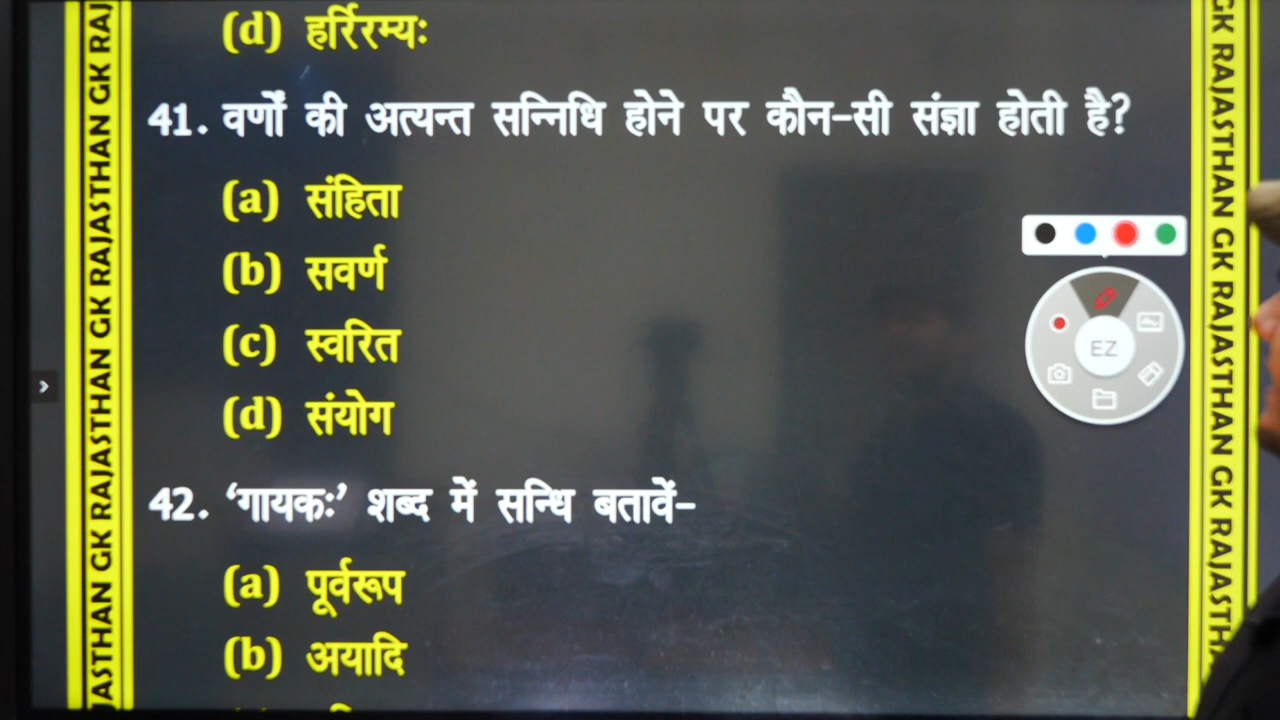 (d) हर्रिरम्यः
41. वर्णों की अत्यन्त सन्निधि होने पर कौन-सी संज्ञा होती है?
(a) संहिता
(b) सवर्ण
(c) स्वरित
(d) संयोग
42. ‘गायकः’ शब्द में सन्धि बतावें-
(a) पूर्वरूप
(b) अयादि
EZ
RAJASTHAN GK RAJASTHAN GK RAJ
GK RAJASTHAN GK RAJASTHAN GK RAJASTH